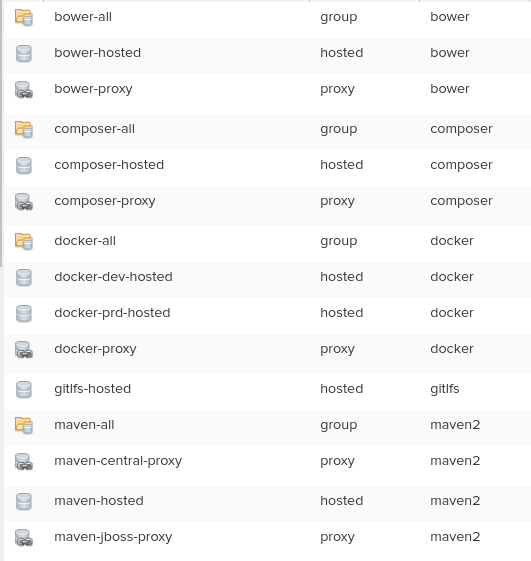 bower-all group bower
bower-hosted hosted bower
bower-proxy proxy bower
composer-all group composer
composer-hosted hosted composer
composer-proxy proxy composer
docker-all group docker
docker-dev-hosted hosted docker
docker-prd-hosted hosted docker
docker-proxy proxy docker
gitlfs-hosted hosted gitlfs
maven-all group maven2
maven-central-proxy proxy maven2
maven-hosted hosted maven2
maven-jboss-proxy proxy maven2